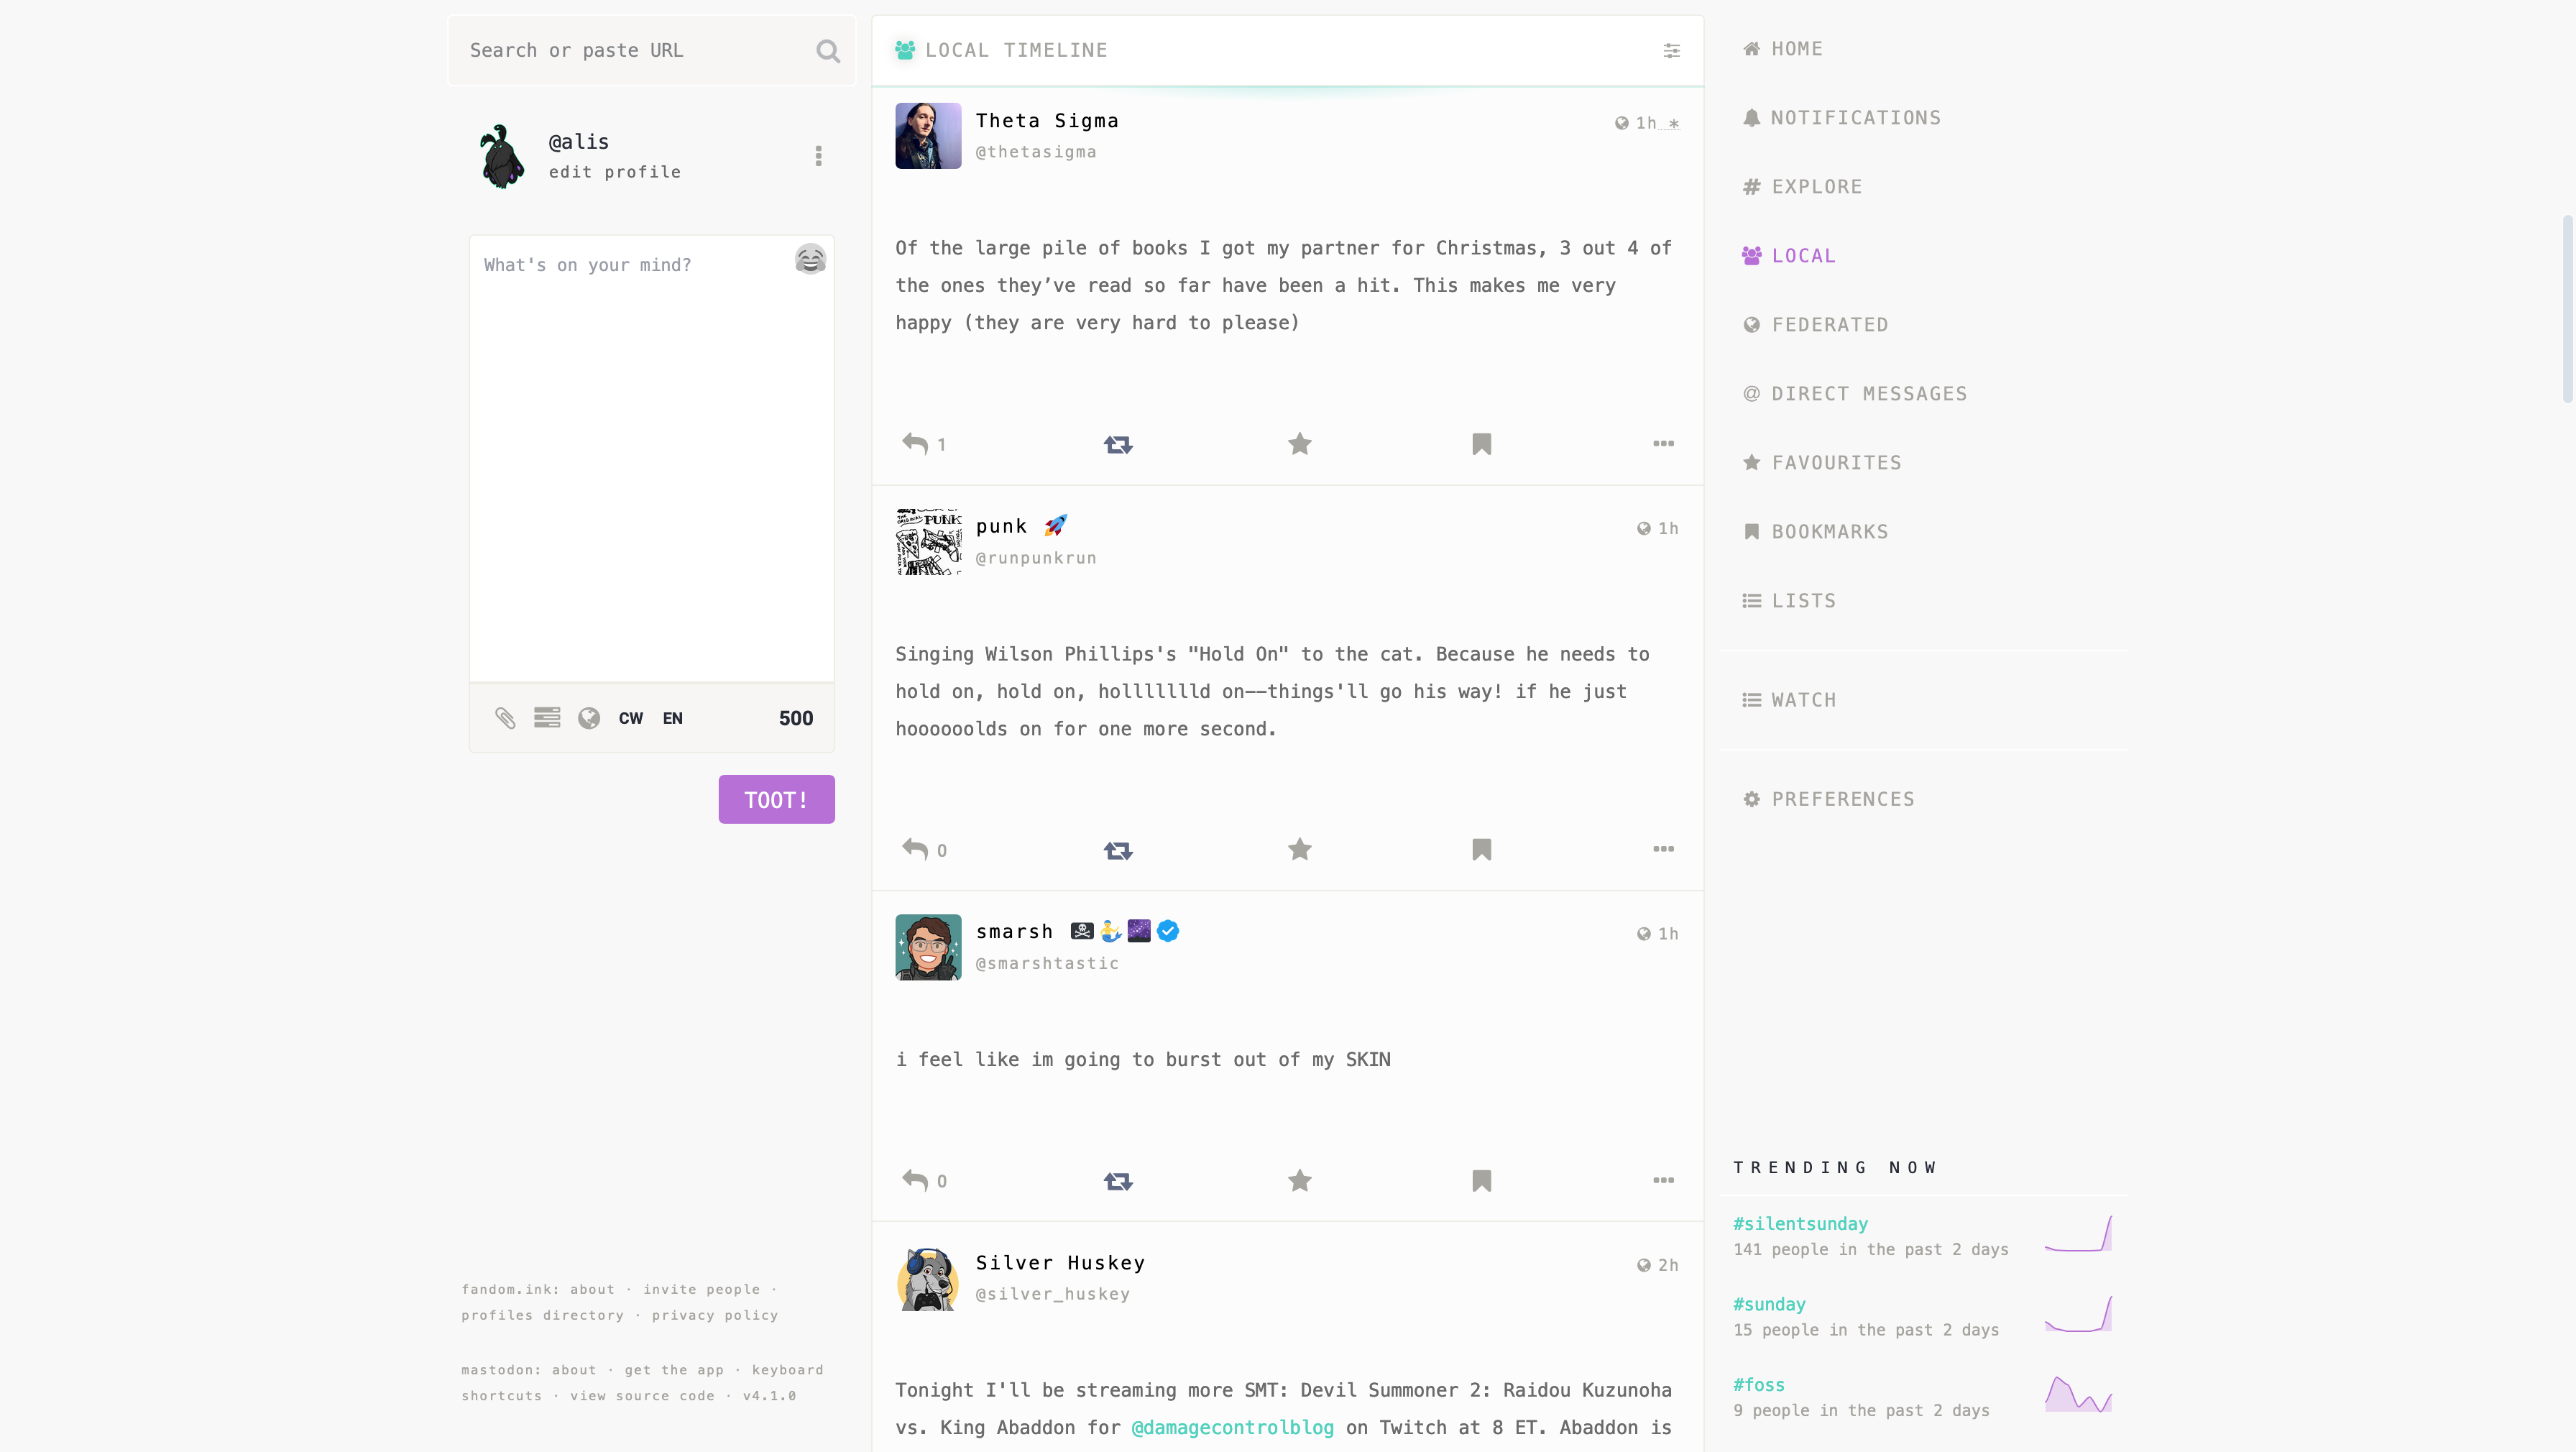 Search or paste URL
@alis
edit profile
What's on your mind?
CW EN 500
TOOT!
fandom.ink: about · invite people ·
profiles directory · privacy policy
mastodon: about · get the app · keyboard
shortcuts · view source code · v4.1.0
LOCAL TIMELINE
Theta Sigma
1h *
@thetasigma
Of the large pile of books I got my partner for Christmas, 3 out 4 of
the ones they’ve read so far have been a hit. This makes me very
happy (they are very hard to please)
1
PUNK
punk 🚀
1h
@runpunkrun
Singing Wilson Phillips's "Hold On" to the cat. Because he needs to
hold on, hold on, holllllld on––things'll go his way! if he just
hoooooolds on for one more second.
0
smarsh
1h
@smarshtastic
i feel like im going to burst out of my SKIN
0
Silver Huskey
2h
@silver_huskey
Tonight I'll be streaming more SMT: Devil Summoner 2: Raidou Kuzunoha
vs. King Abaddon for @damagecontrolblog on Twitch at 8 ET. Abaddon is
HOME
NOTIFICATIONS
# EXPLORE
LOCAL
FEDERATED
@ DIRECT MESSAGES
FAVOURITES
BOOKMARKS
LISTS
WATCH
PREFERENCES
TRENDING NOW
#silentsunday
141 people in the past 2 days
#sunday
15 people in the past 2 days
#foss
9 people in the past 2 days